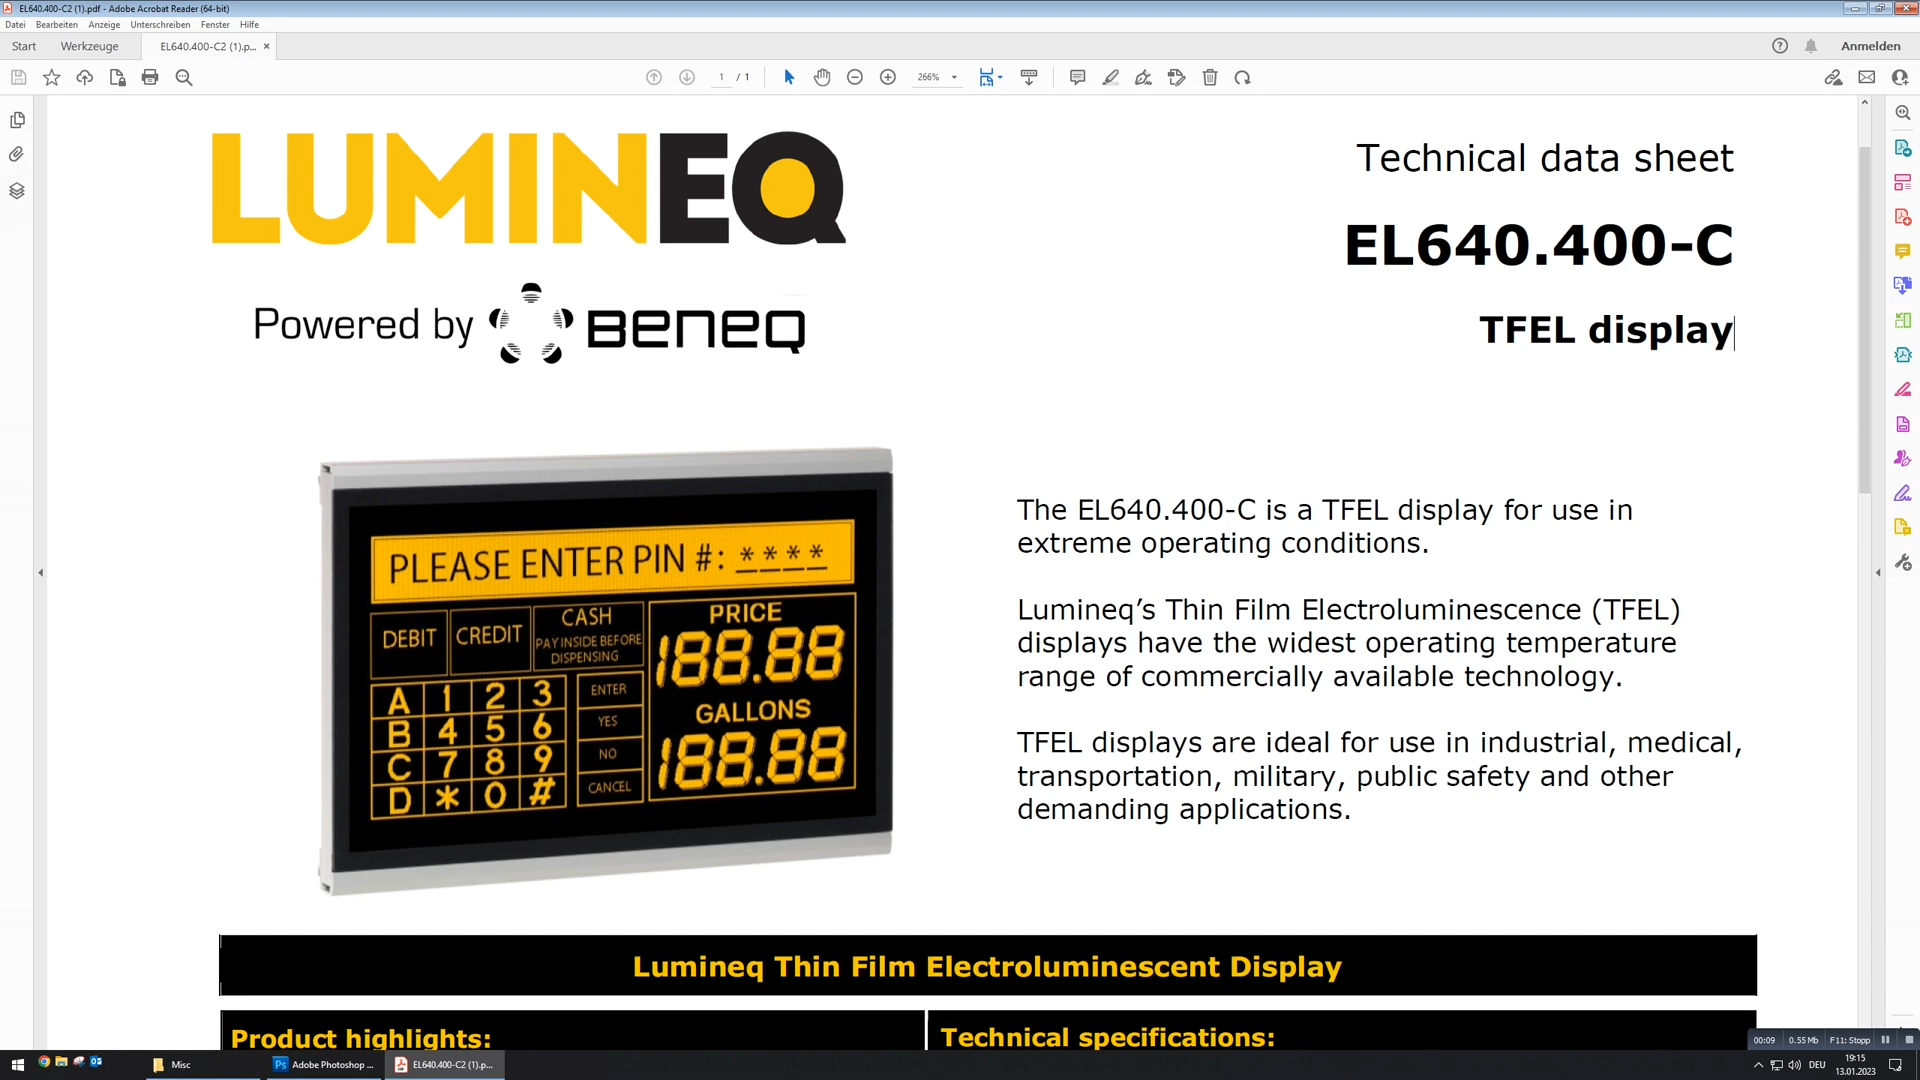 EL640.400-C2 (1).pdf - Adobe Acrobat Reader (64-bit)
Datei Bearbeiten Anzeige Unterschreiben Fenster Hilfe
Start Werkzeuge EL640.400-C2 (1).p... × Anmelden
1 / 1 266%
LUMINEQ
Powered by BENEQ
Technical data sheet
EL640.400-C
TFEL display
PLEASE ENTER PIN #: ****
DEBIT CREDIT CASH
PAY INSIDE BEFORE
DISPENSING
A 1 2 3
B 4 5 6
C 7 8 9
D * 0 #
ENTER
YES
NO
CANCEL
PRICE
188.88
GALLONS
188.88
The EL640.400-C is a TFEL display for use in
extreme operating conditions.
Lumineq’s Thin Film Electroluminescence (TFEL)
displays have the widest operating temperature
range of commercially available technology.
TFEL displays are ideal for use in industrial, medical,
transportation, military, public safety and other
demanding applications.
Lumineq Thin Film Electroluminescent Display
Product highlights:
Technical specifications:
00:09 0.55 Mb F11: Stopp
Misc Ps Adobe Photoshop ... EL640.400-C2 (1).p... DEU 19:15
13.01.2023